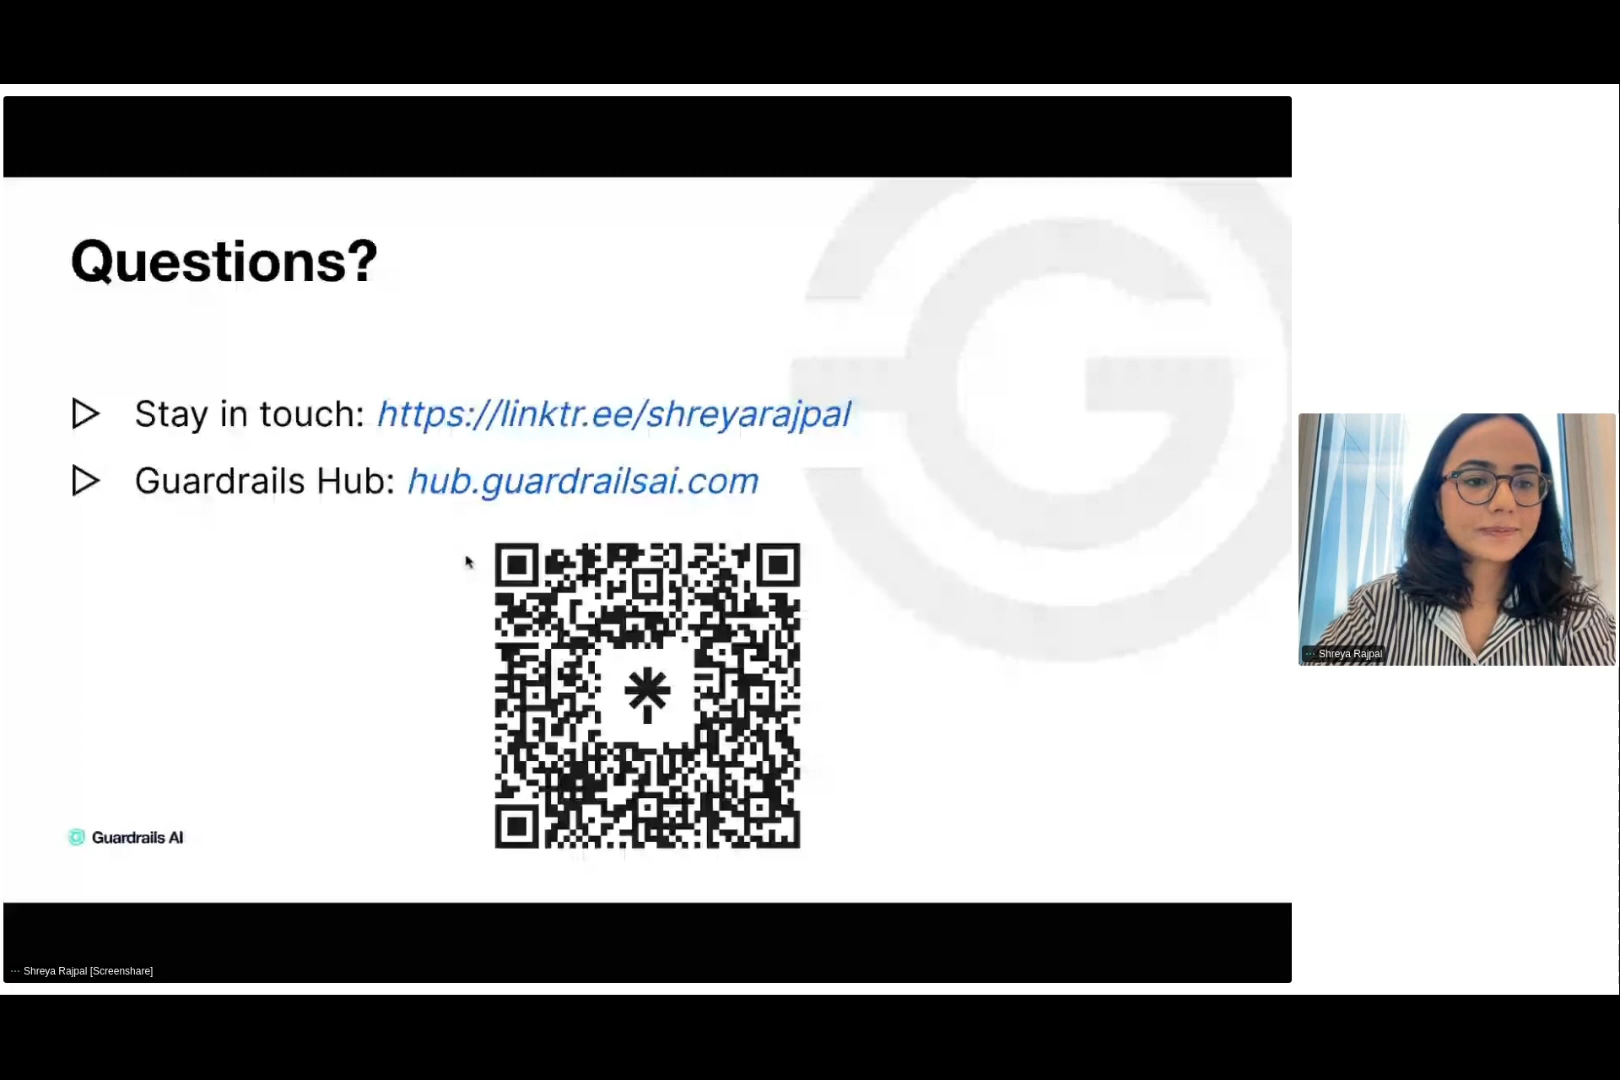 Questions?
Stay in touch: https://linktr.ee/shreyarajpal
Guardrails Hub: hub.guardrailsai.com
Guardrails AI
Shreya Rajpal
Shreya Rajpal [Screenshare]